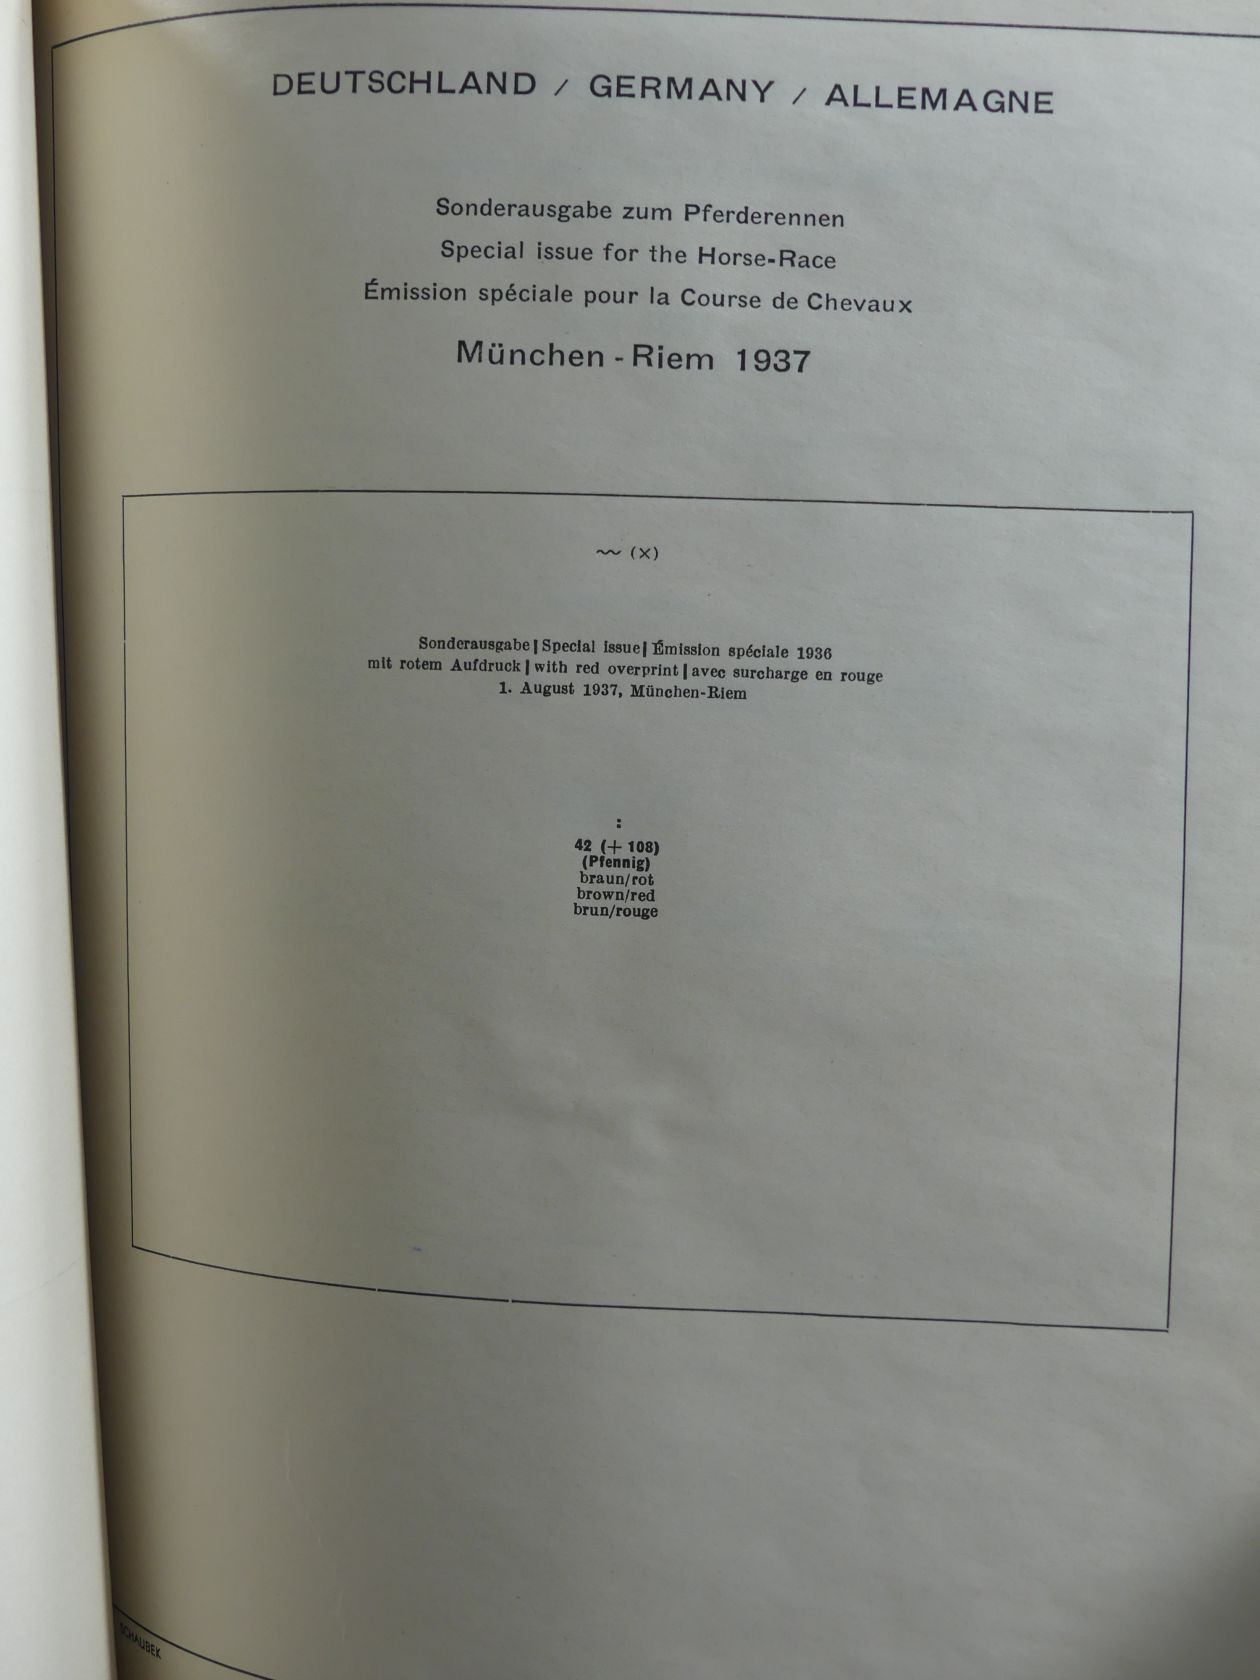 DEUTSCHLAND / GERMANY / ALLEMAGNE
Sonderausgabe zum Pferderennen
Special issue for the Horse-Race
Émission spéciale pour la Course de Chevaux
München - Riem 1937
(X)
Sonderausgabe | Special issue | Émission spéciale 1936
mit rotem Aufdruck | with red overprint | avec surcharge en rouge
1. August 1937, München-Riem
:
42 (+ 108)
(Pfennig)
braun/rot
brown/red
brun/rouge
SCHAUBEK